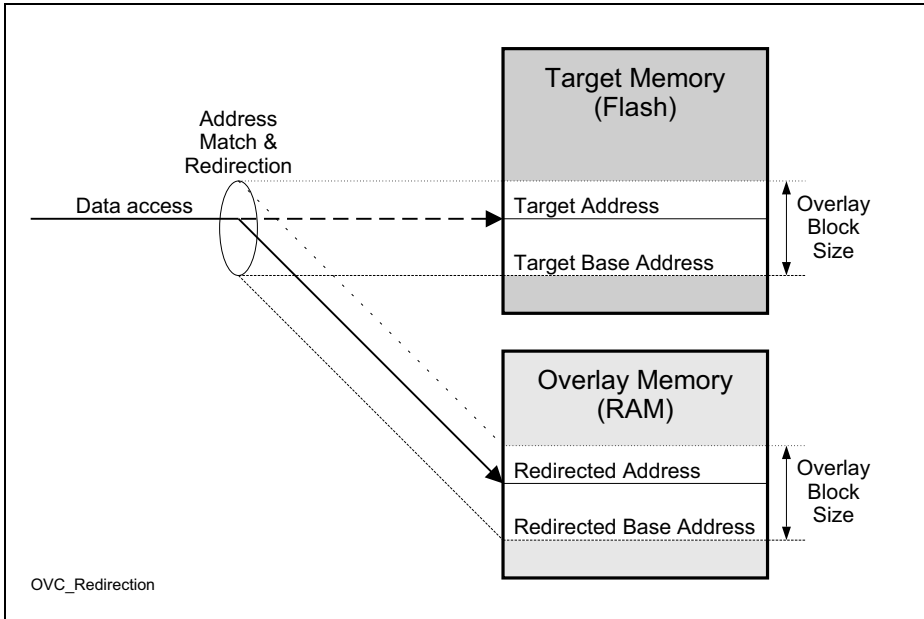 Target Memory
(Flash)
Address
Match &
Redirection
Data access
Target Address
Overlay
Block
Size
Target Base Address
Overlay Memory
(RAM)
Redirected Address
Overlay
Block
Size
Redirected Base Address
OVC_Redirection